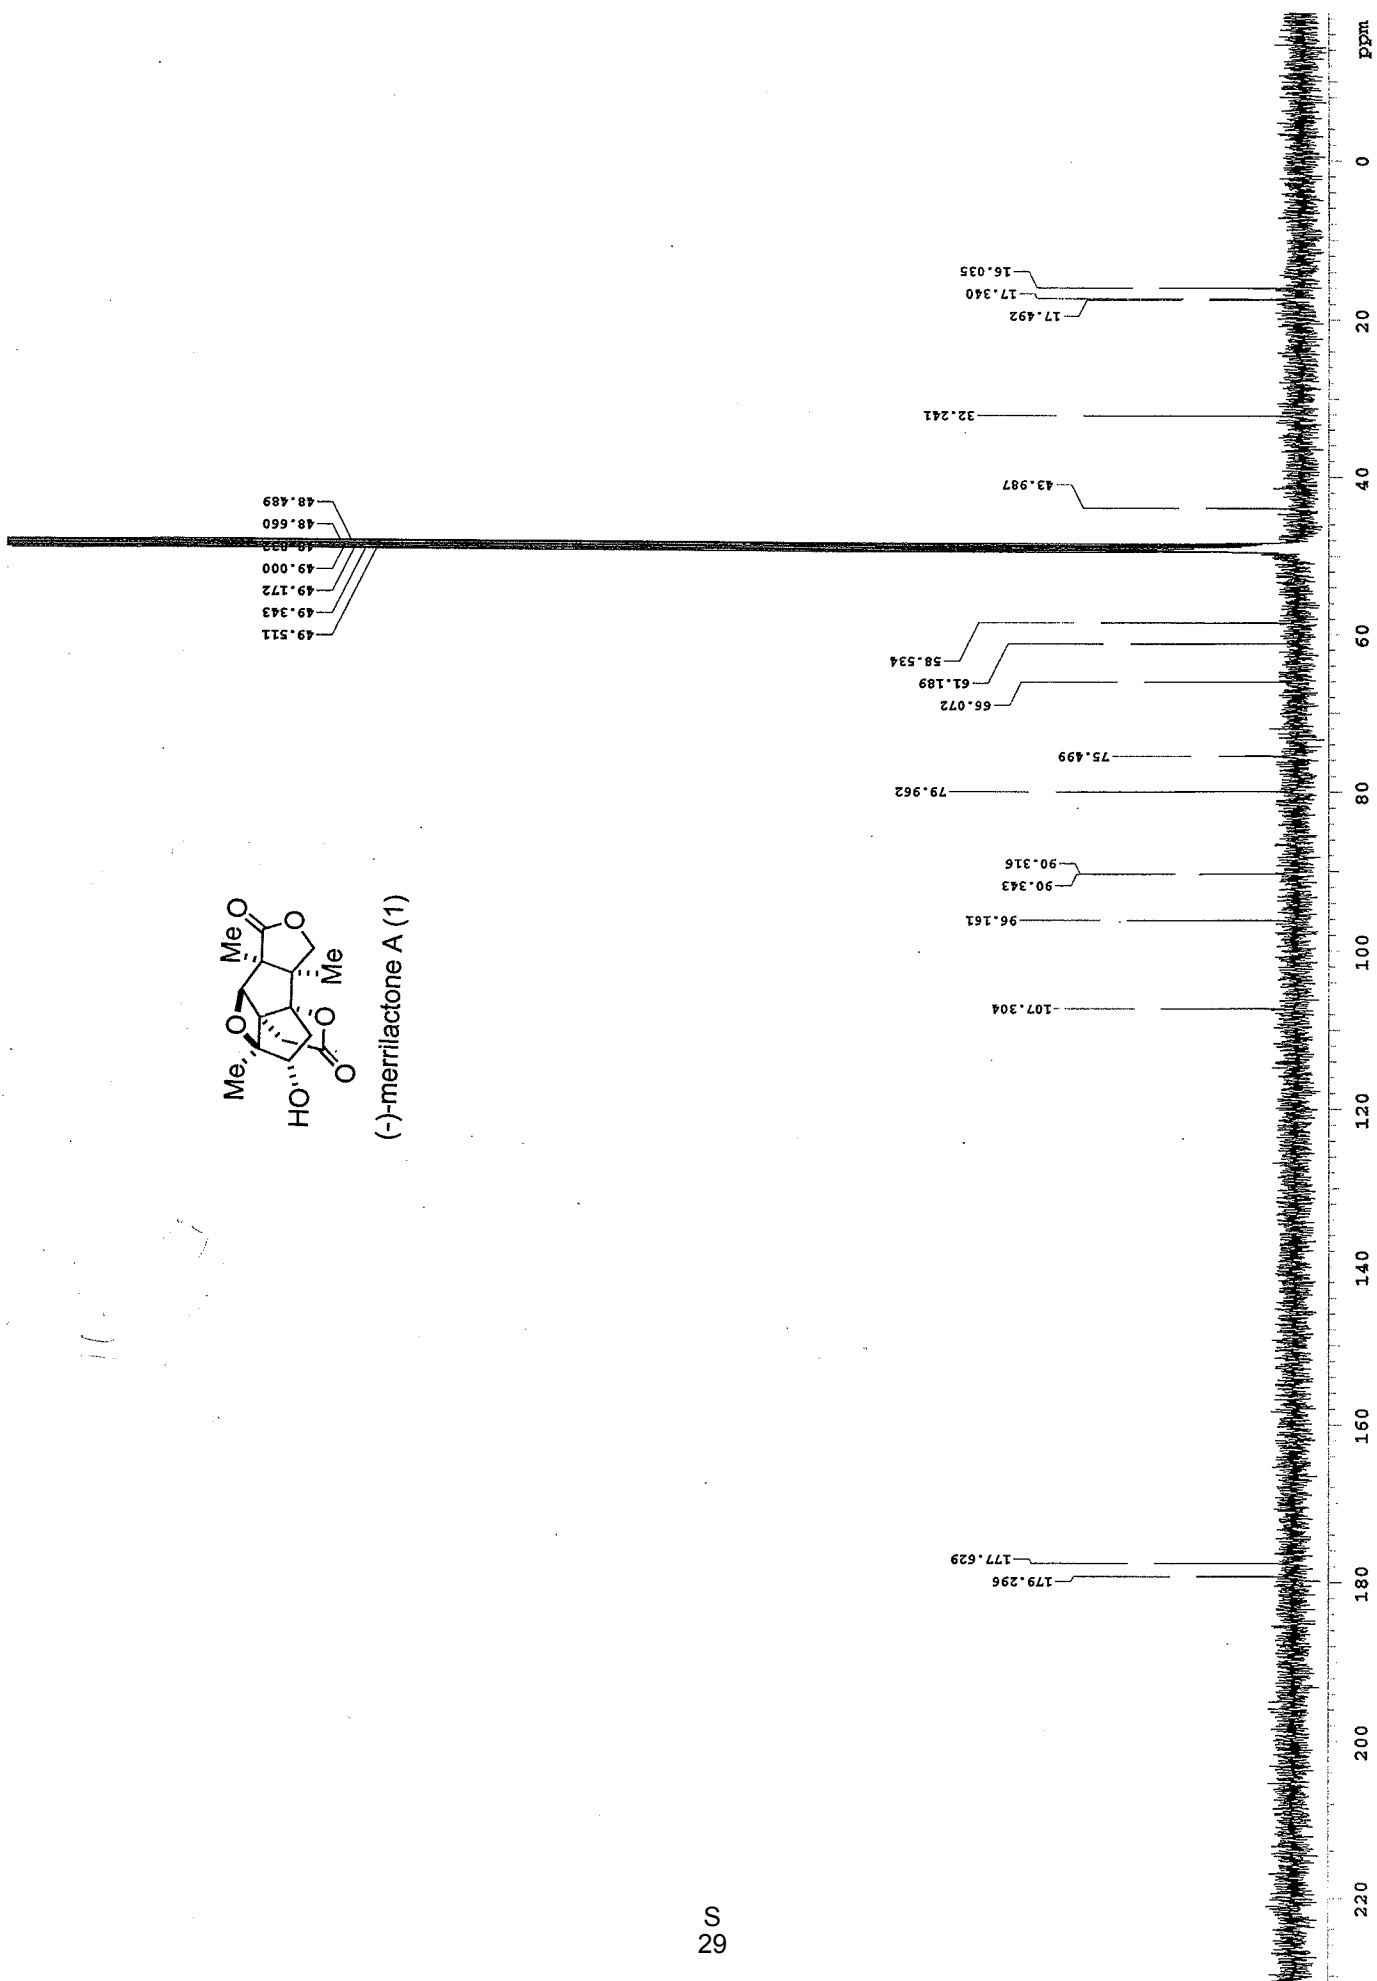 179.296
177.629
107.304
96.161
90.343
90.316
79.962
75.499
66.072
61.189
58.534
49.511
49.343
49.172
49.000
48.832
48.660
48.489
43.987
32.241
17.492
17.340
16.035
Me
Me
O
O
O
Me
HO
O
O
(-)-merrilactone A (1)
220 200 180 160 140 120 100 80 60 40 20 0 ppm
S
29